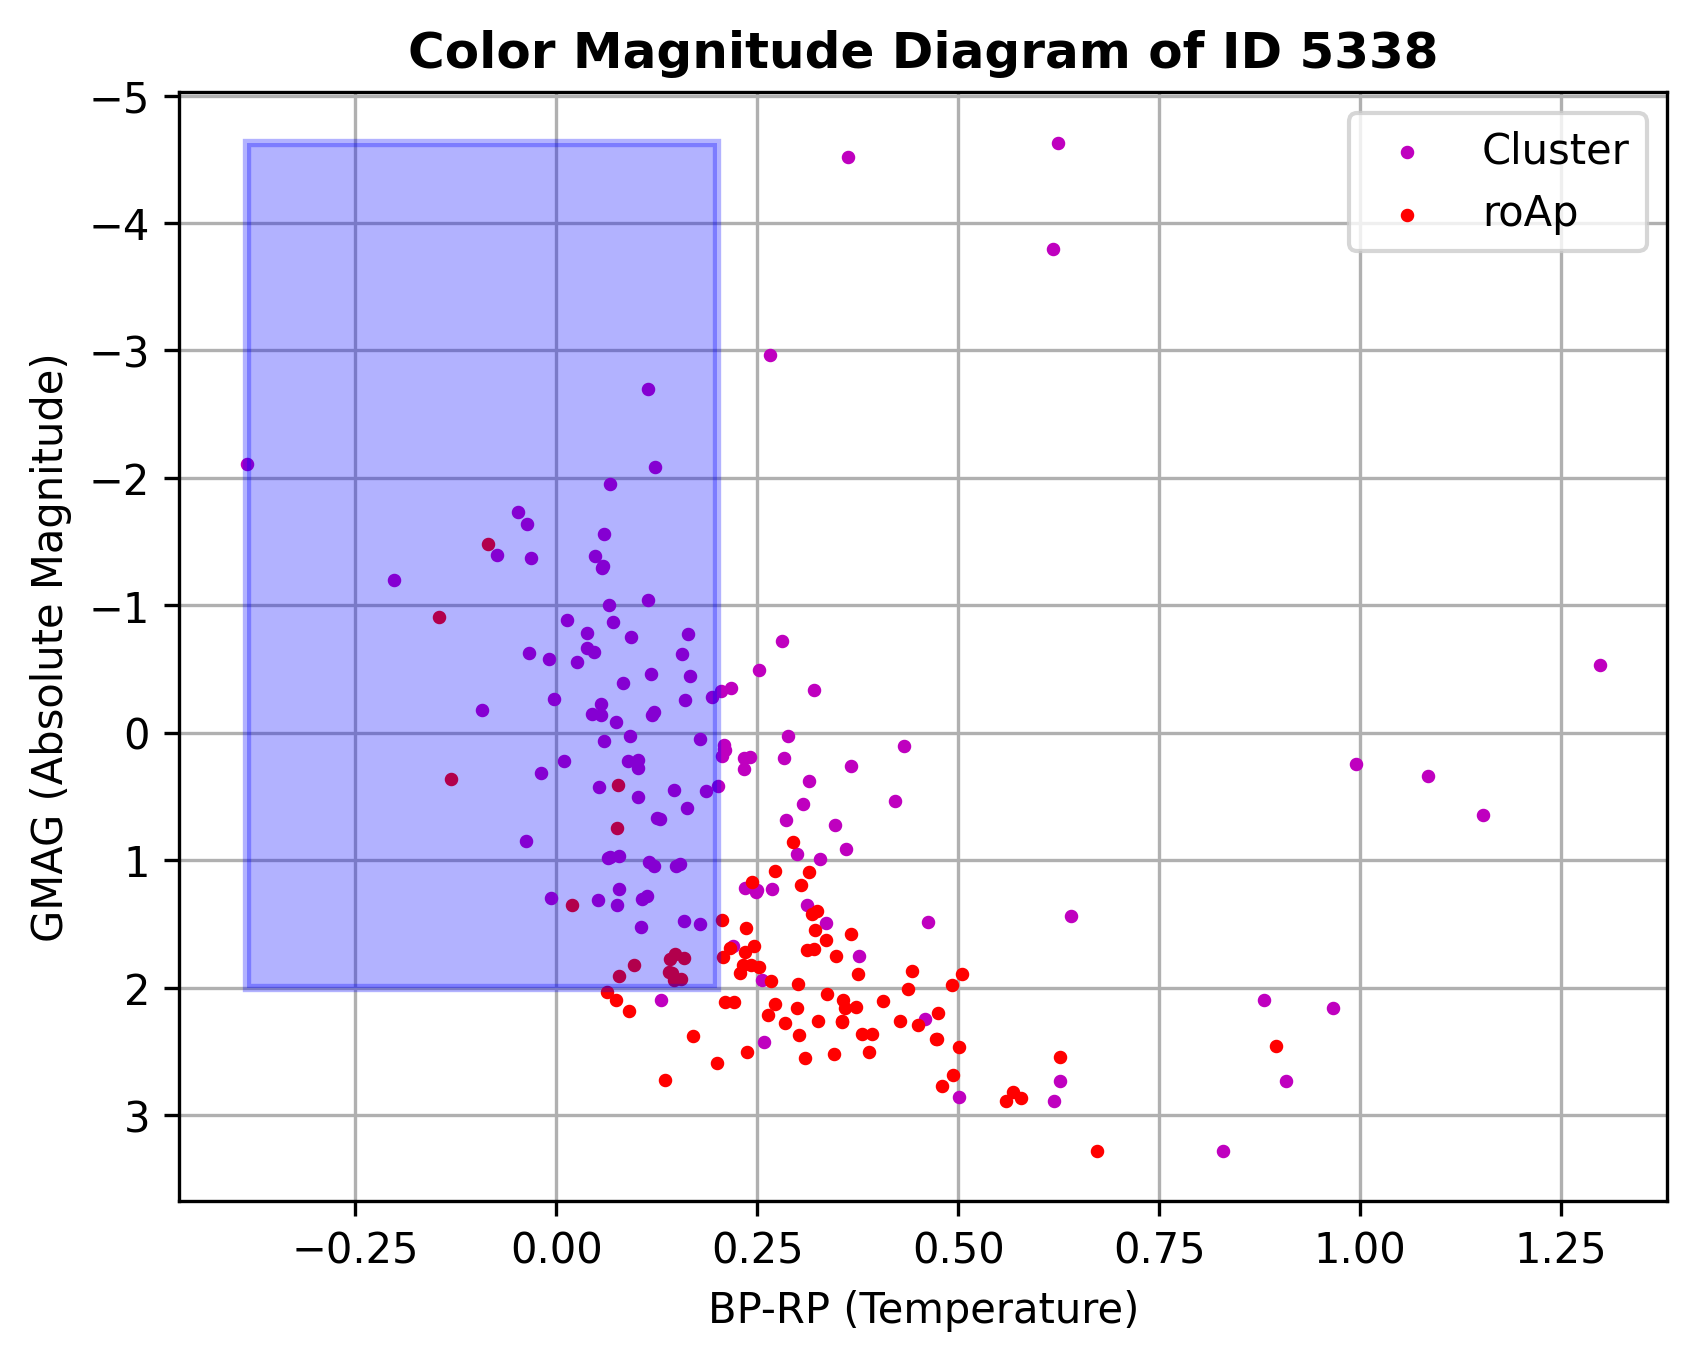 Color Magnitude Diagram of ID 5338
Cluster
roAp
GMAG (Absolute Magnitude)
−5
−4
−3
−2
−1
0
1
2
3
−0.25 0.00 0.25 0.50 0.75 1.00 1.25
BP-RP (Temperature)